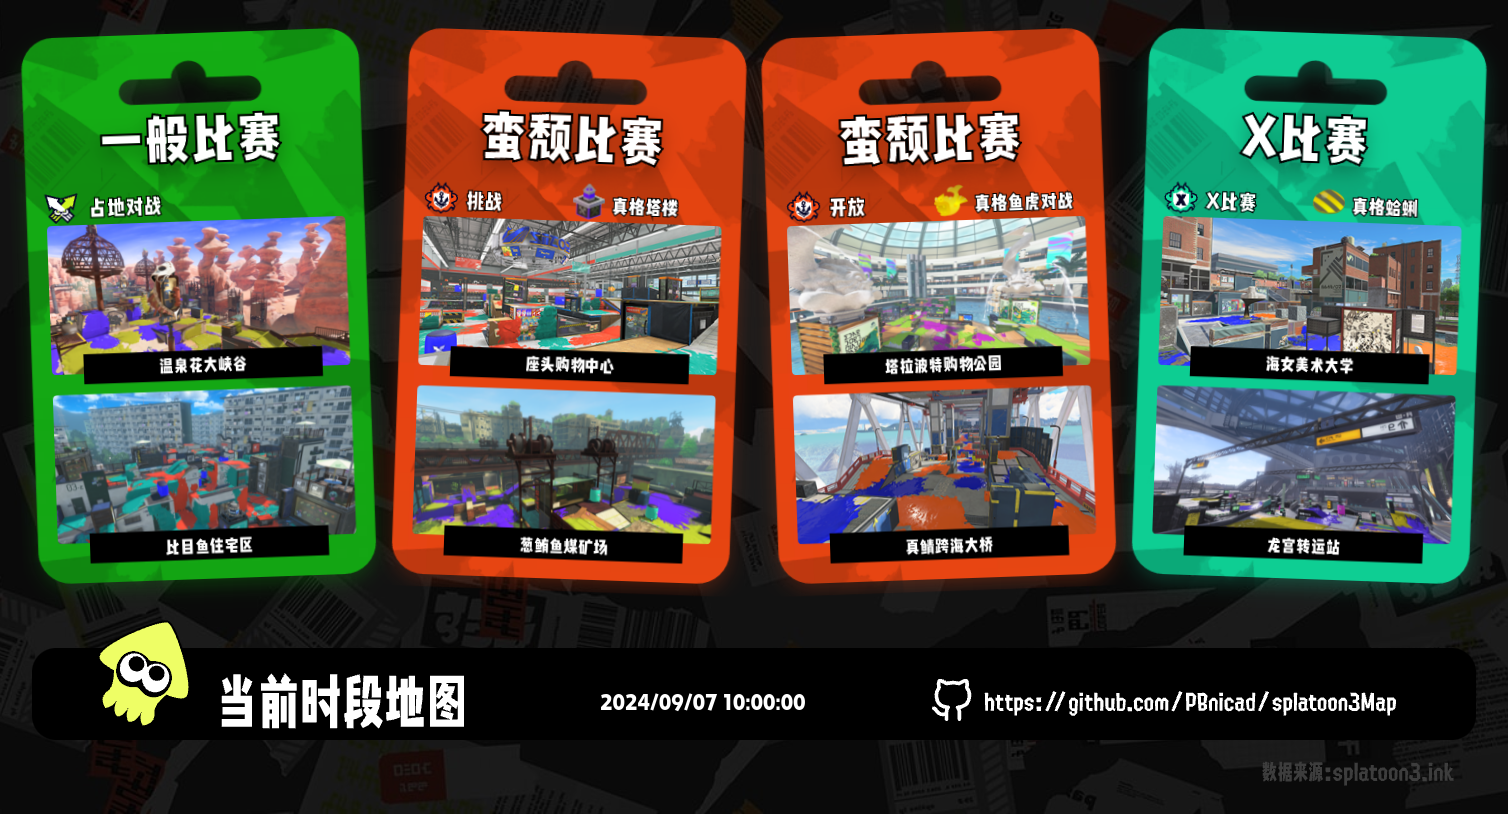 一般比赛
占地对战
温泉花大峡谷
比目鱼住宅区
蛮颓比赛
挑战
真格塔楼
座头购物中心
葱鲔鱼煤矿场
蛮颓比赛
开放
真格鱼虎对战
塔拉波特购物公园
真鲭跨海大桥
X比赛
X比赛
真格蛤蜊
海女美术大学
龙宫转运站
当前时段地图
2024/09/07 10:00:00
https://github.com/PBnicad/splatoon3Map
数据来源:splatoon3.ink